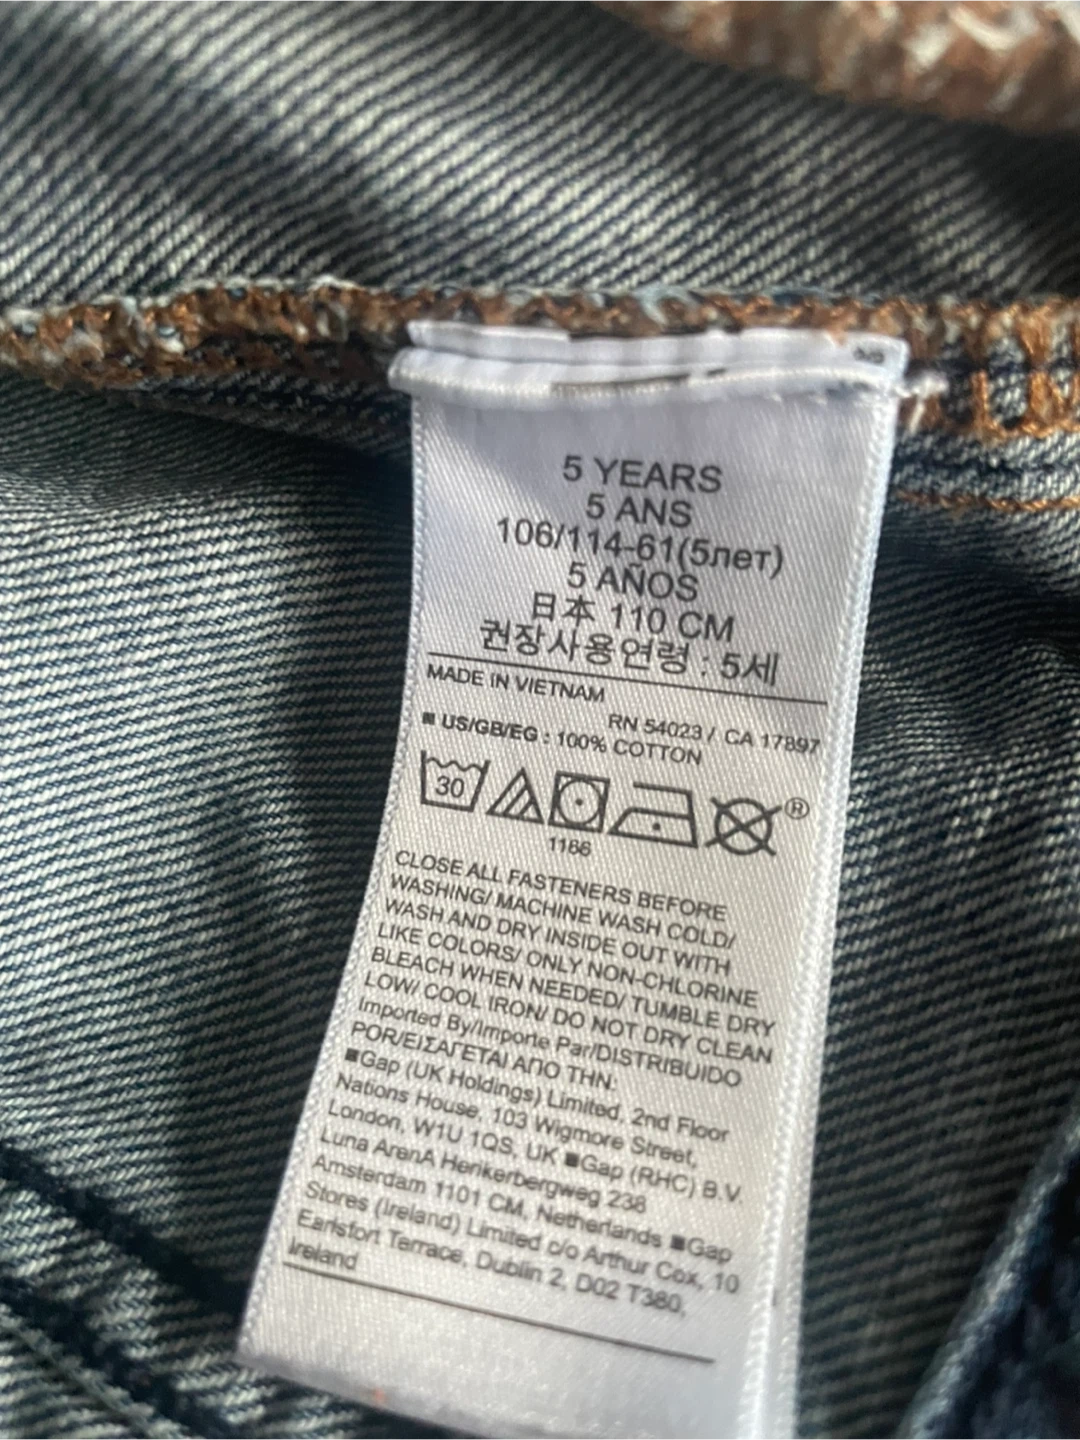 5 YEARS
5 ANS
106/114-61(5лет)
5 AÑOS
日本 110 CM
권장사용연령 : 5세
MADE IN VIETNAM
RN 54023 / CA 17897
■ US/GB/EG : 100% COTTON
30
®
1166
CLOSE ALL FASTENERS BEFORE
WASHING/ MACHINE WASH COLD/
WASH AND DRY INSIDE OUT WITH
LIKE COLORS/ ONLY NON-CHLORINE
BLEACH WHEN NEEDED/ TUMBLE DRY
LOW/ COOL IRON/ DO NOT DRY CLEAN
Imported By/Importe Par/DISTRIBUIDO
POR/ΕΙΣΑΓΕΤΑΙ ΑΠΟ ΤΗΝ:
■Gap (UK Holdings) Limited, 2nd Floor
Nations House, 103 Wigmore Street,
London, W1U 1QS, UK ■Gap (RHC) B.V.
Luna ArenA Herikerbergweg 238
Amsterdam 1101 CM, Netherlands ■Gap
Stores (Ireland) Limited c/o Arthur Cox, 10
Earlsfort Terrace, Dublin 2, D02 T380,
Ireland